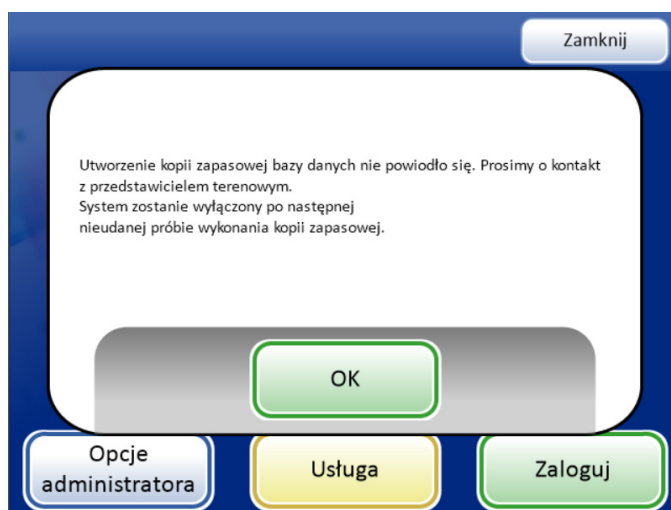 Zamknij
Utworzenie kopii zapasowej bazy danych nie powiodło się. Prosimy o kontakt
z przedstawicielem terenowym.
System zostanie wyłączony po następnej
nieudanej próbie wykonania kopii zapasowej.
OK
Opcje
administratora
Usługa
Zaloguj